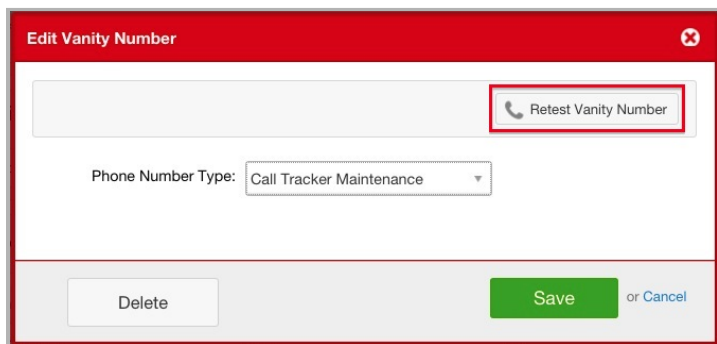 Edit Vanity Number
Retest Vanity Number
Phone Number Type: Call Tracker Maintenance
Delete
Save or Cancel